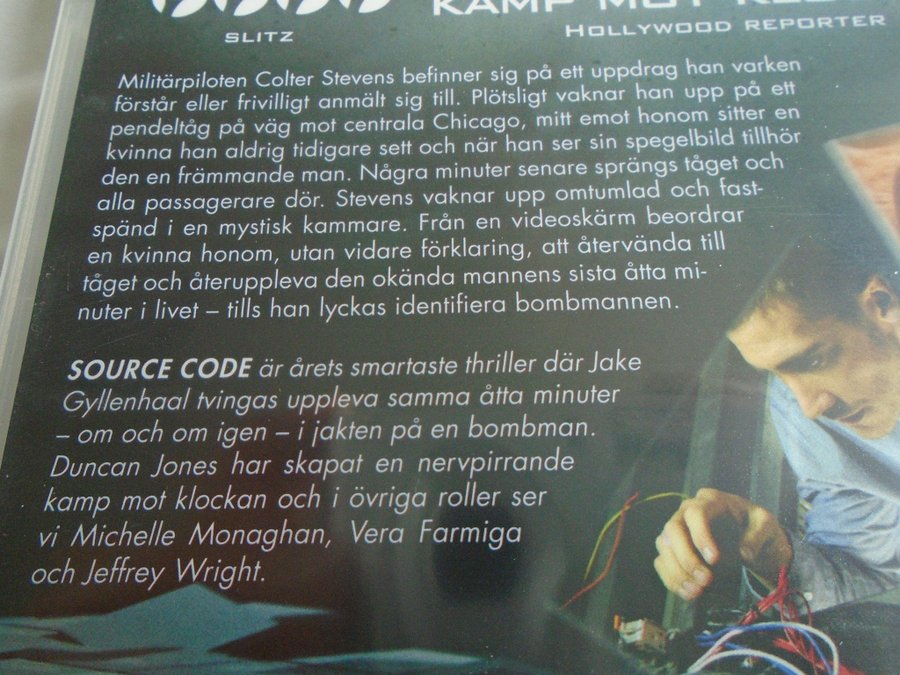 KAMP MOT
SLITZ
HOLLYWOOD REPORTER
Militärpiloten Colter Stevens befinner sig på ett uppdrag han varken
förstår eller frivilligt anmält sig till. Plötsligt vaknar han upp på ett
pendeltåg på väg mot centrala Chicago, mitt emot honom sitter en
kvinna han aldrig tidigare sett och när han ser sin spegelbild tillhör
den en främmande man. Några minuter senare sprängs tåget och
alla passagerare dör. Stevens vaknar upp omtumlad och fast-
spänd i en mystisk kammare. Från en videoskärm beordrar
en kvinna honom, utan vidare förklaring, att återvända till
tåget och återuppleva den okända mannens sista åtta mi-
nuter i livet – tills han lyckas identifiera bombmannen.
SOURCE CODE är årets smartaste thriller där Jake
Gyllenhaal tvingas uppleva samma åtta minuter
– om och om igen – i jakten på en bombman.
Duncan Jones har skapat en nervpirrande
kamp mot klockan och i övriga roller ser
vi Michelle Monaghan, Vera Farmiga
och Jeffrey Wright.